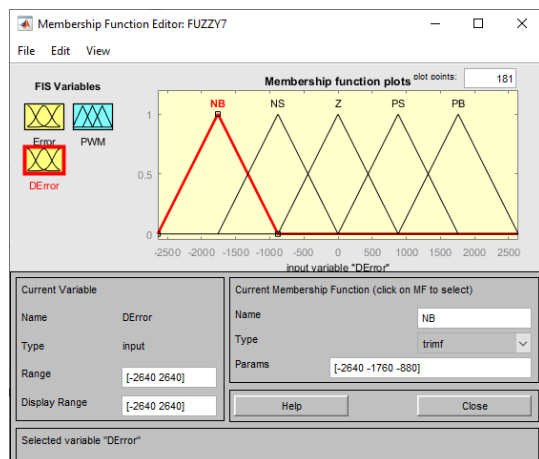 Membership Function Editor: FUZZY7
File Edit View
FIS Variables
Error PWM
DError
Membership function plots plot points: 181
NB NS Z PS PB
1
0.5
0
-2500 -2000 -1500 -1000 -500 0 500 1000 1500 2000 2500
input variable "DError"
Current Variable
Name DError
Type input
Range [-2640 2640]
Display Range [-2640 2640]
Current Membership Function (click on MF to select)
Name NB
Type trimf
Params [-2640 -1760 -880]
Help Close
Selected variable "DError"